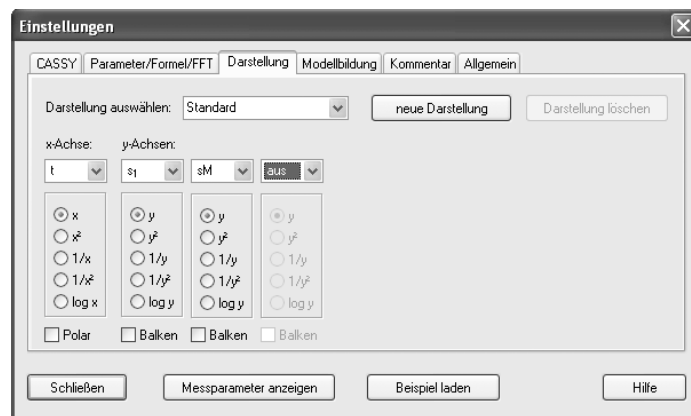 Einstellungen
CASSY Parameter/Formel/FFT Darstellung Modellbildung Kommentar Allgemein
Darstellung auswählen: Standard neue Darstellung Darstellung löschen
x-Achse: y-Achsen:
t s₁ sM aus
x y y y
x² y² y² y²
1/x 1/y 1/y 1/y
1/x² 1/y² 1/y² 1/y²
log x log y log y log y
Polar Balken Balken Balken
Schließen Messparameter anzeigen Beispiel laden Hilfe